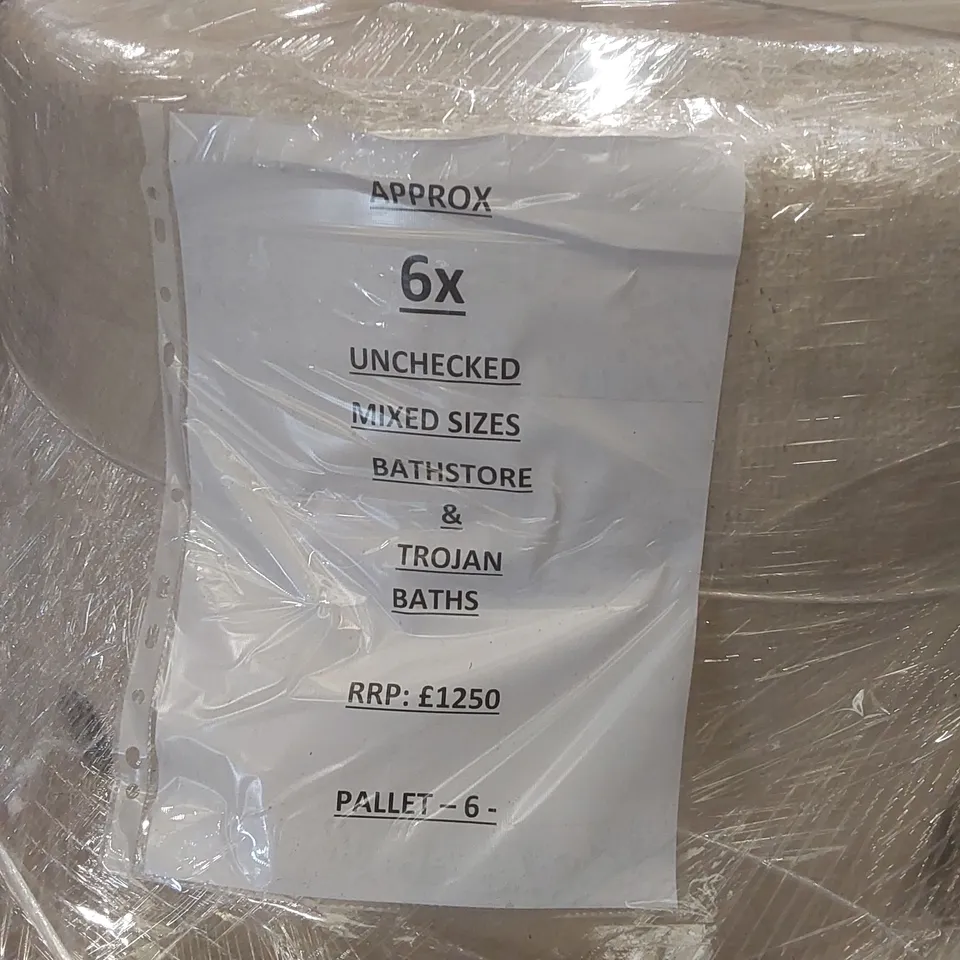 APPROX
6x
UNCHECKED
MIXED SIZES
BATHSTORE
&
TROJAN
BATHS
RRP: £1250
PALLET – 6 -